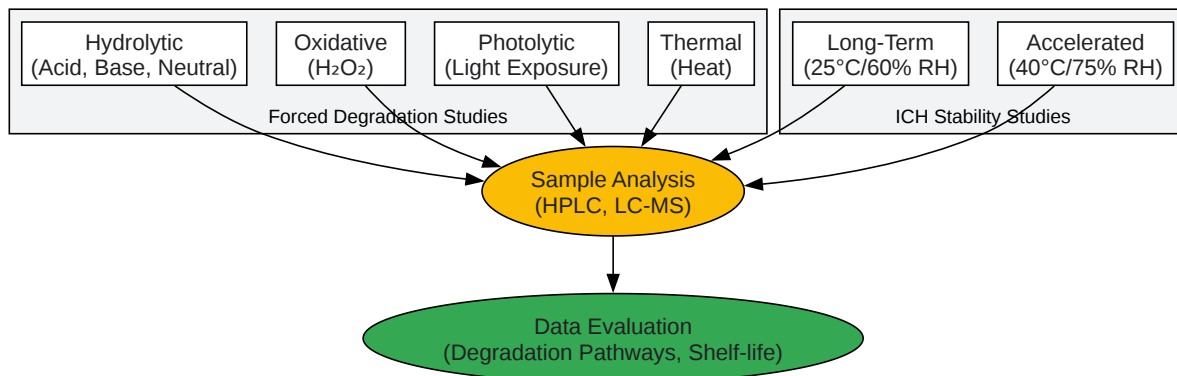 Hydrolytic
(Acid, Base, Neutral)
Oxidative
(H₂O₂)
Photolytic
(Light Exposure)
Thermal
(Heat)
Long-Term
(25°C/60% RH)
Accelerated
(40°C/75% RH)
Forced Degradation Studies
ICH Stability Studies
Sample Analysis
(HPLC, LC-MS)
Data Evaluation
(Degradation Pathways, Shelf-life)